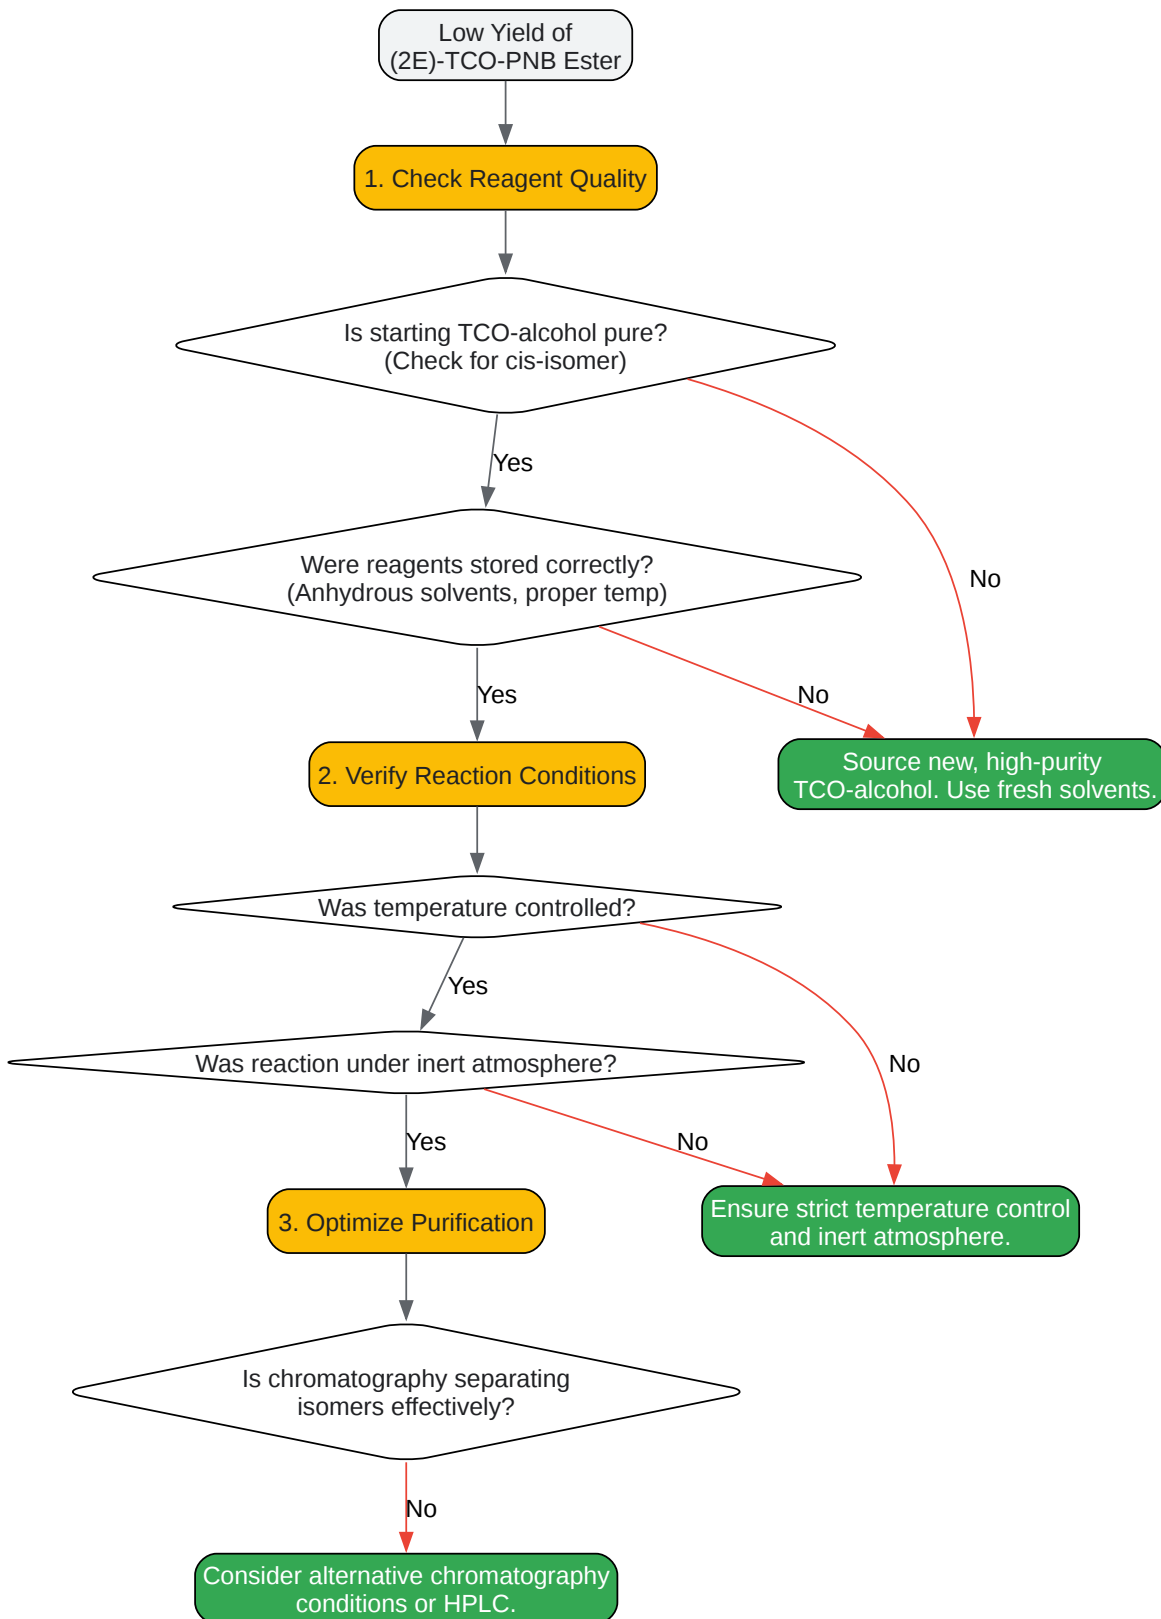 Low Yield of
(2E)-TCO-PNB Ester
1. Check Reagent Quality
Is starting TCO-alcohol pure?
(Check for cis-isomer)
Yes
No
Were reagents stored correctly?
(Anhydrous solvents, proper temp)
Yes
No
2. Verify Reaction Conditions
Source new, high-purity
TCO-alcohol. Use fresh solvents.
Was temperature controlled?
Yes
No
Was reaction under inert atmosphere?
Yes
No
3. Optimize Purification
Ensure strict temperature control
and inert atmosphere.
Is chromatography separating
isomers effectively?
No
Consider alternative chromatography
conditions or HPLC.